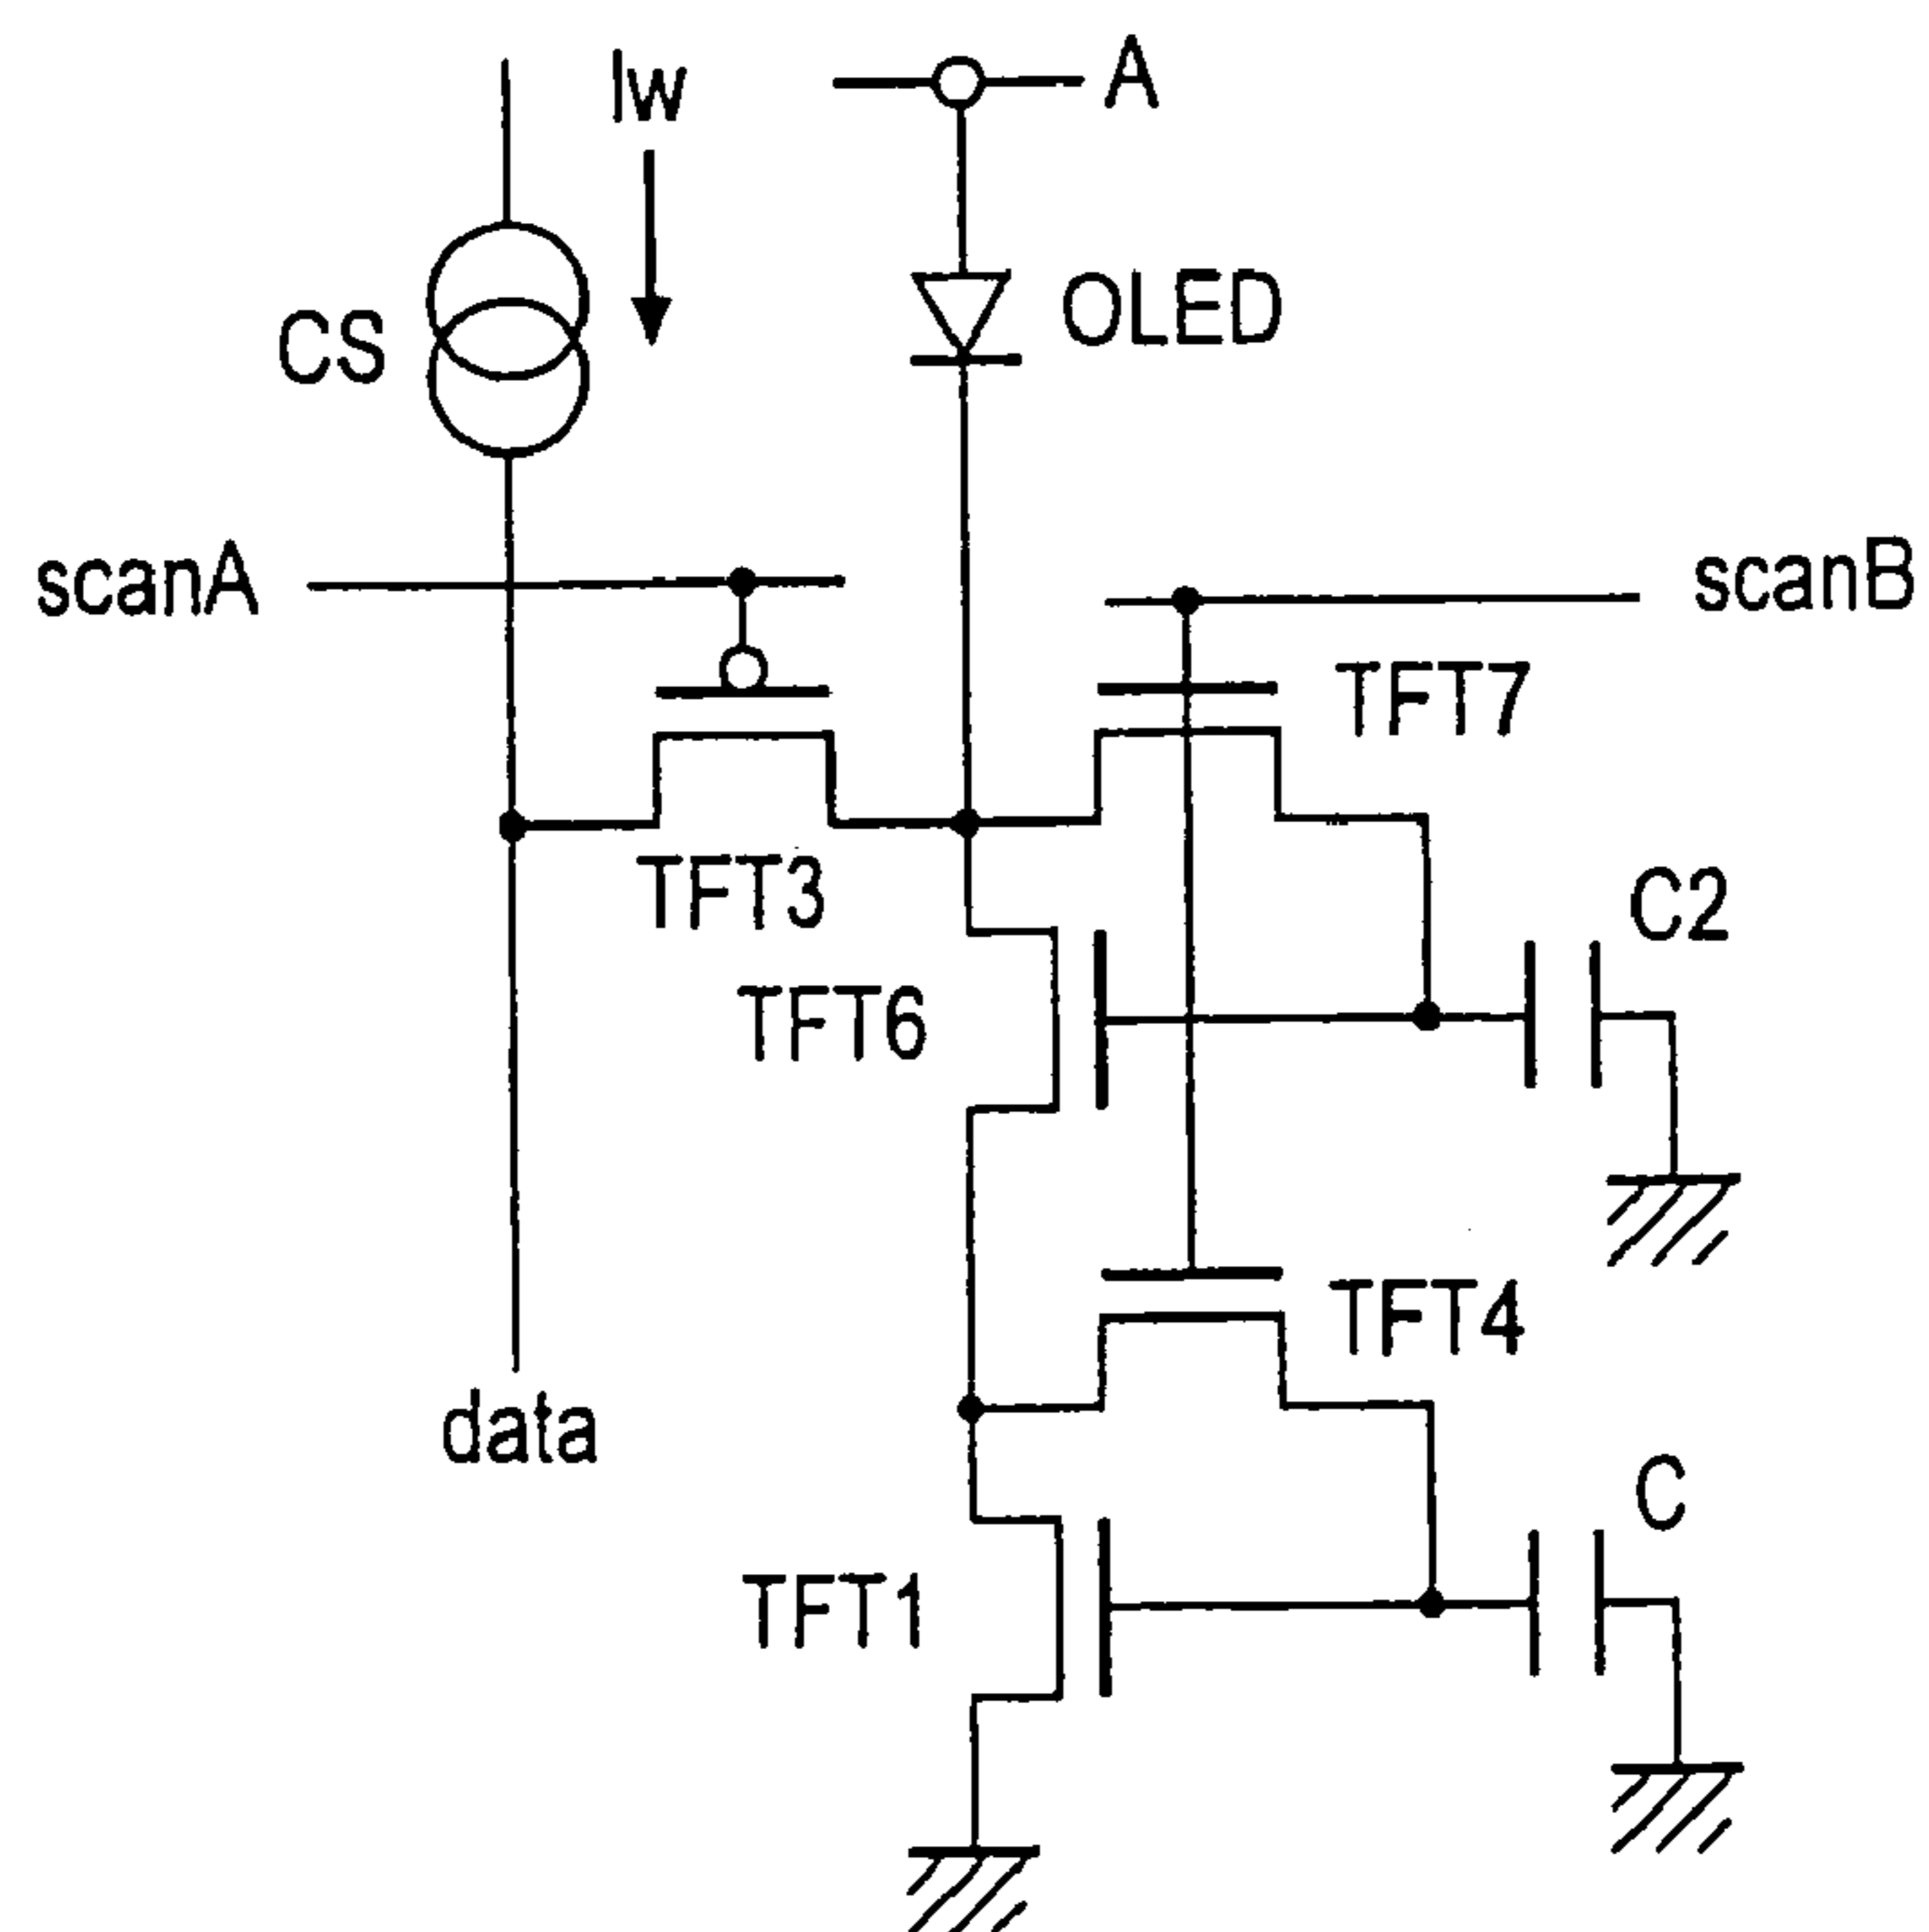 Iw
A
OLED
CS
scanA
scanB
TFT7
TFT3
C2
TFT6
TFT4
data
C
TFT1